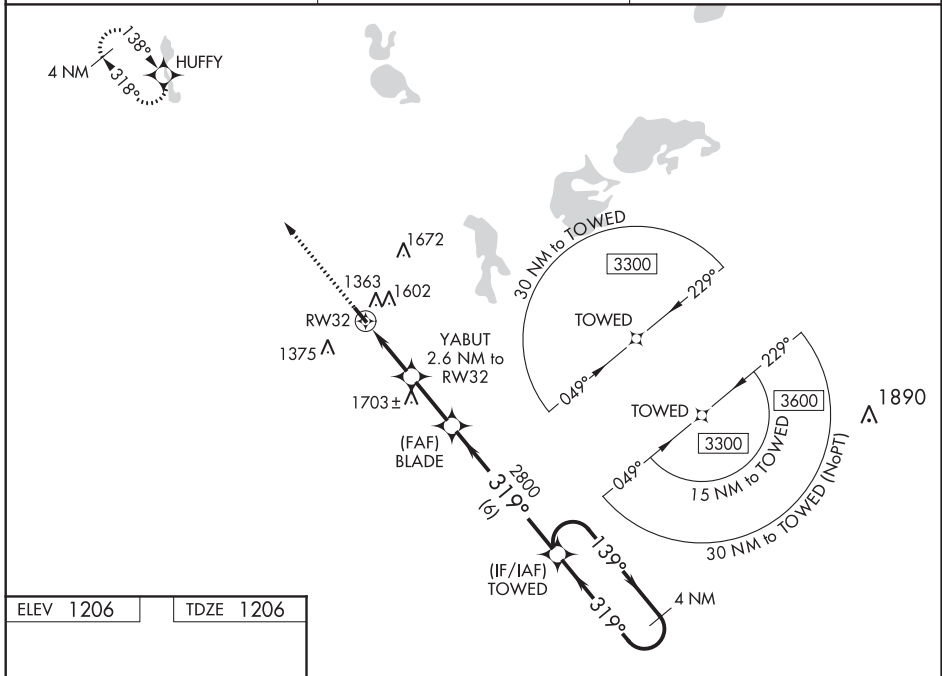 138°
HUFFY
4 NM
318°
1672
30 NM to TOWED
3300
229°
TOWED
049°
1363
1602
RW32
YABUT
2.6 NM to
RW32
1375
1703±
(FAF)
BLADE
229°
3600
1890
TOWED
3300
049°
15 NM to TOWED
30 NM to TOWED (NoPT)
2800
319°
(6)
(IF/IAF)
TOWED
139°
319°
4 NM
ELEV 1206
TDZE 1206